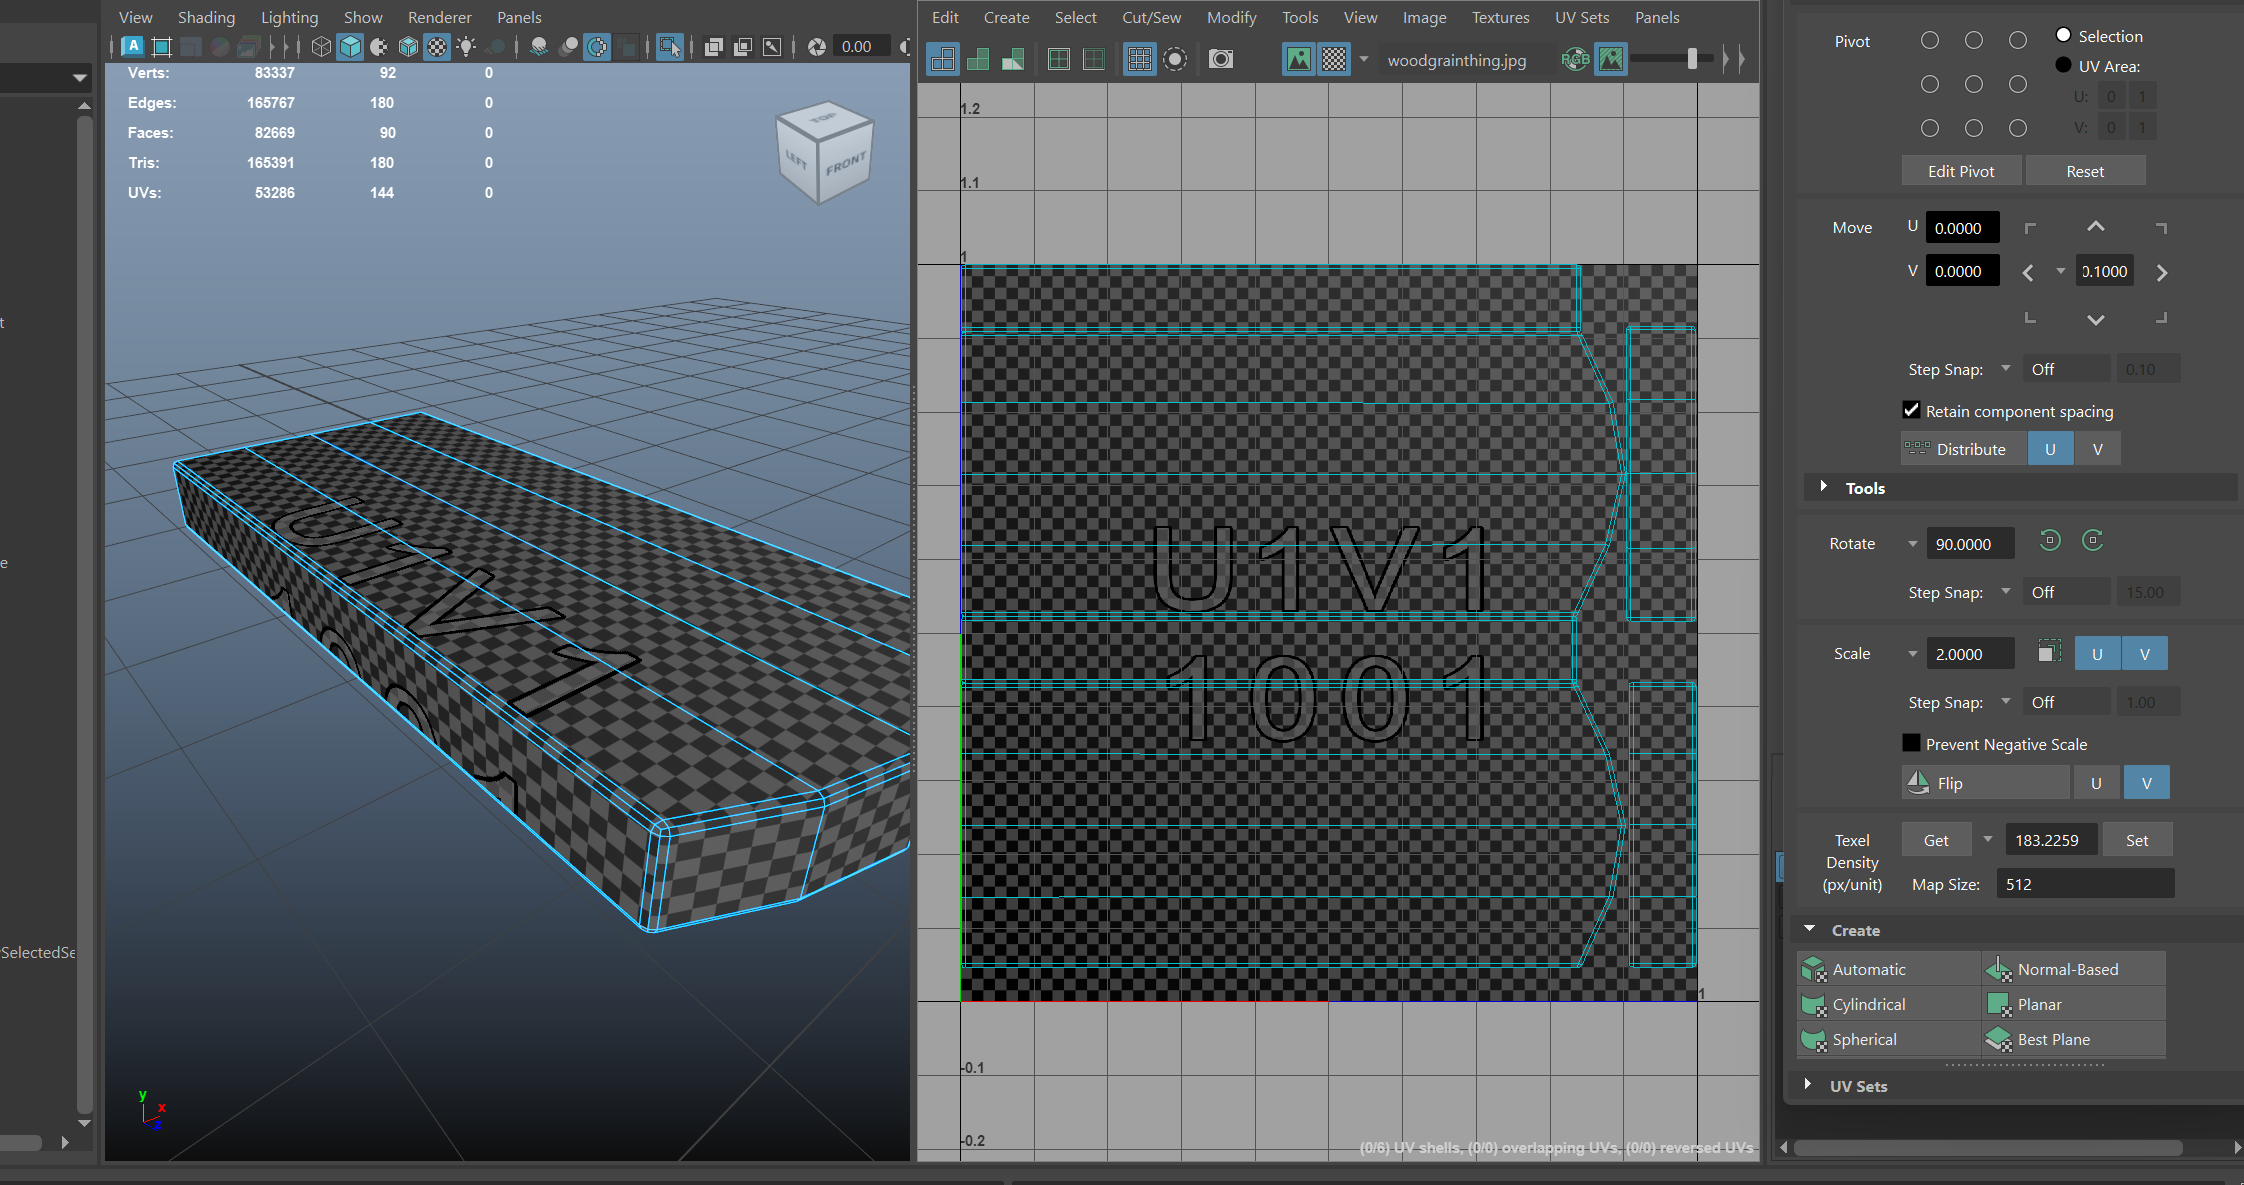 View Shading Lighting Show Renderer Panels
0.00
Verts: 83337 92 0
Edges: 165767 180 0
Faces: 82669 90 0
Tris: 165391 180 0
UVs: 53286 144 0
TOP
LEFT
FRONT
U1V1
y
x
z
t
e
SelectedSe
Edit Create Select Cut/Sew Modify Tools View Image Textures UV Sets Panels
woodgrainthing.jpg
RGB
1.2
1.1
1
U1V1
1001
1
-0.1
-0.2
(0/6) UV shells, (0/0) overlapping UVs, (0/0) reversed UVs
Pivot
Selection
UV Area:
U: 0 1
V: 0 1
Edit Pivot Reset
Move U 0.0000
V 0.0000
0.1000
Step Snap: Off 0.10
Retain component spacing
Distribute U V
Tools
Rotate 90.0000
Step Snap: Off 15.00
Scale 2.0000 U V
Step Snap: Off 1.00
Prevent Negative Scale
Flip U V
Texel
Density
(px/unit)
Get 183.2259 Set
Map Size: 512
Create
Automatic Normal-Based
Cylindrical Planar
Spherical Best Plane
UV Sets